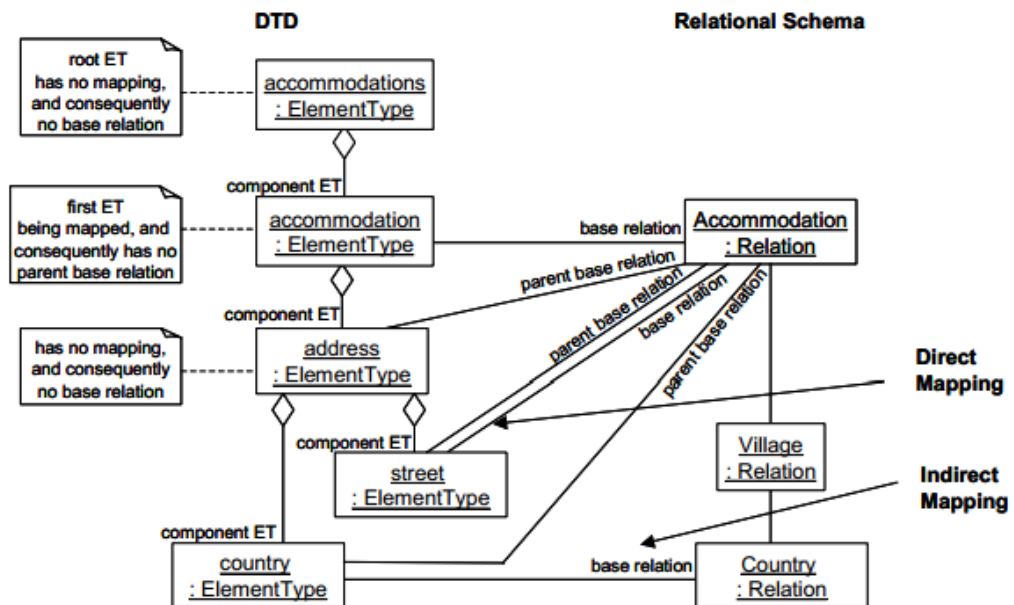 DTD
Relational Schema
root ET
has no mapping,
and consequently
no base relation
accommodations
: ElementType
component ET
first ET
being mapped, and
consequently has no
parent base relation
accommodation
: ElementType
base relation
Accommodation
: Relation
parent base relation
parent base relation
base relation
parent base relation
component ET
has no mapping,
and consequently
no base relation
address
: ElementType
Direct
Mapping
component ET
street
: ElementType
Village
: Relation
Indirect
Mapping
component ET
country
: ElementType
base relation
Country
: Relation